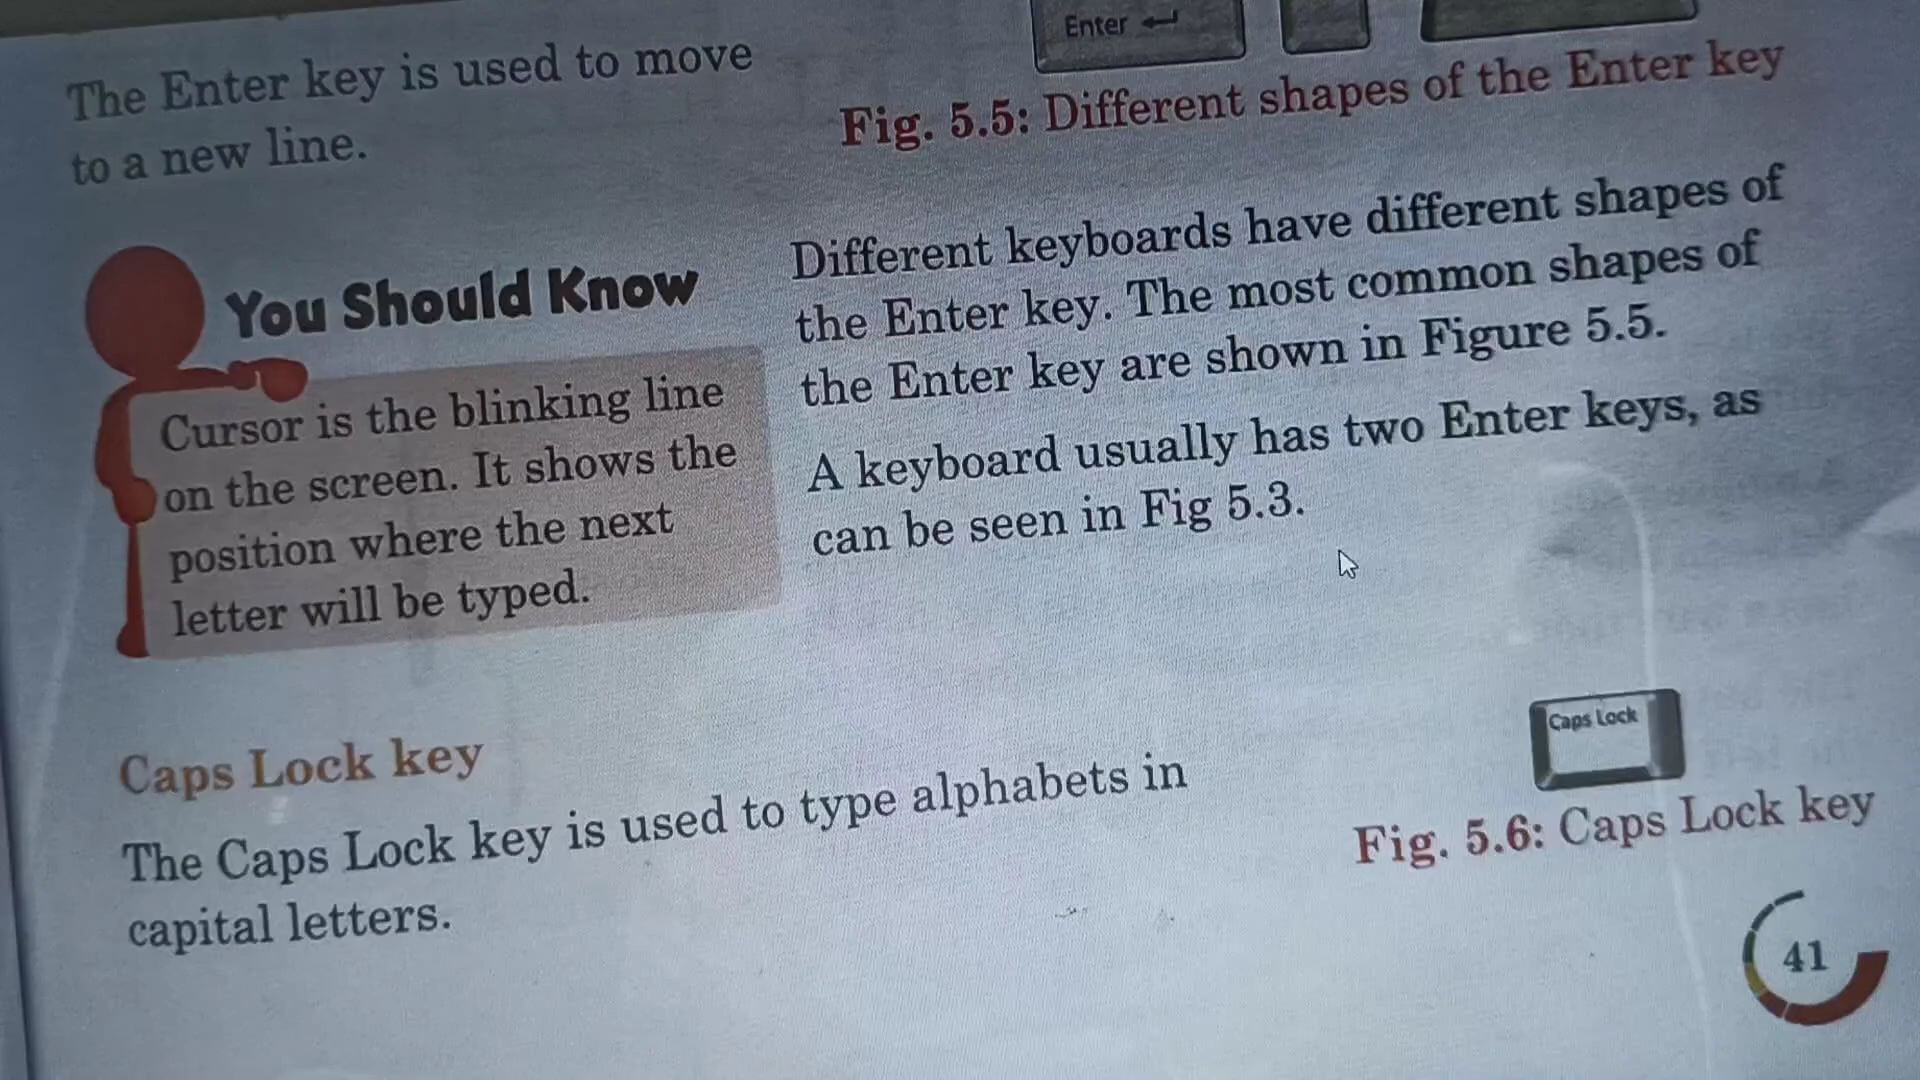 Enter
The Enter key is used to move
to a new line.
Fig. 5.5: Different shapes of the Enter key
You Should Know
Cursor is the blinking line
on the screen. It shows the
position where the next
letter will be typed.
Different keyboards have different shapes of
the Enter key. The most common shapes of
the Enter key are shown in Figure 5.5.
A keyboard usually has two Enter keys, as
can be seen in Fig 5.3.
Caps Lock key
The Caps Lock key is used to type alphabets in
capital letters.
Caps Lock
Fig. 5.6: Caps Lock key
41